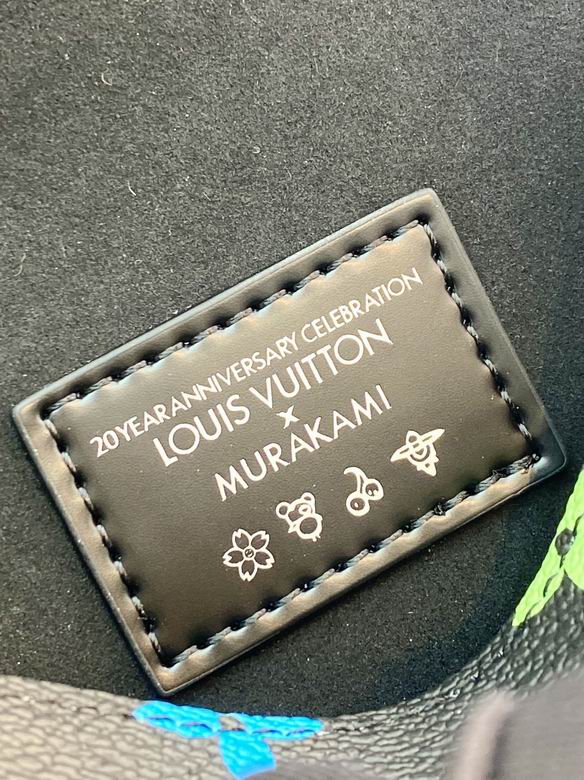 20 YEAR ANNIVERSARY CELEBRATION
LOUIS VUITTON
x
MURAKAMI